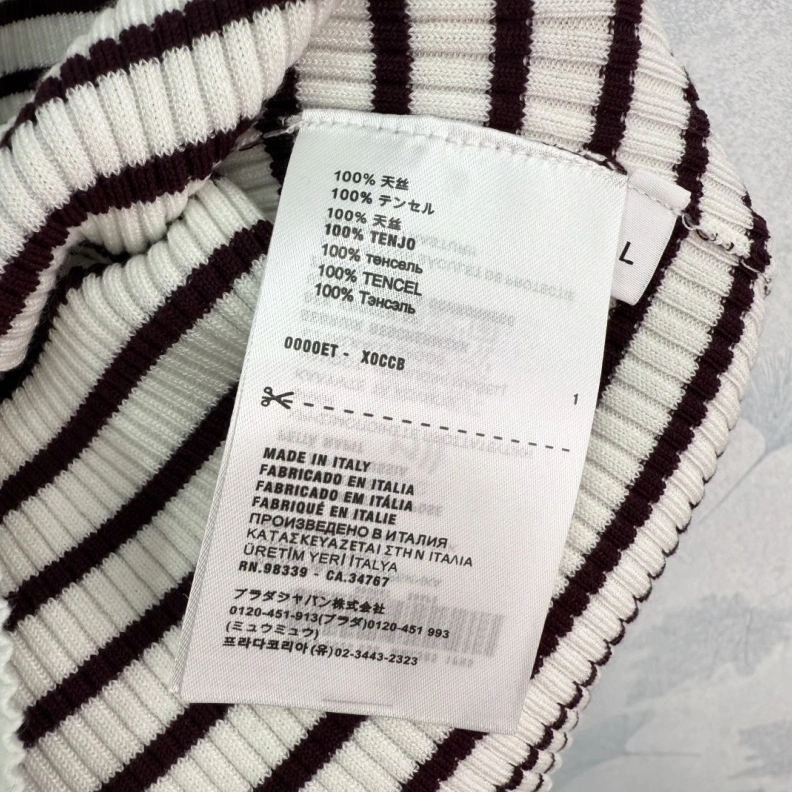 100% 天丝
100% テンセル
100% 天丝
100% TENJO
100% тенсель
100% TENCEL
100% Тэнсэль
L
0000ET - X0CCB
1
MADE IN ITALY
FABRICADO EN ITALIA
FABRICADO EM ITÁLIA
FABRIQUÉ EN ITALIE
ПРОИЗВЕДЕНО В ИТАЛИЯ
ΚΑΤΑΣΚΕΥΑΖΕΤΑΙ ΣΤΗΝ ΙΤΑΛΙΑ
ÜRETİM YERİ İTALYA
RN.98339 - CA.34767
プラダジャパン株式会社
0120-451-913(プラダ)0120-451 993
(ミュウミュウ)
프라다코리아(유)02-3443-2323